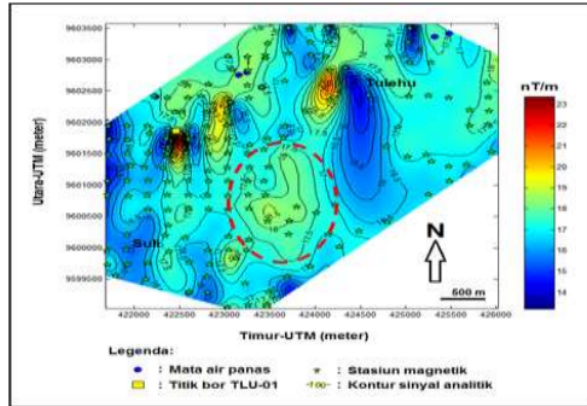 nT/m
Tulehu
Suli
N
500 m
9603500
9603000
9602500
9602000
9601500
9601000
9600500
9600000
9599500
Utara-UTM (meter)
23
22
21
20
19
18
17
16
15
14
422000 422500 423000 423500 424000 424500 425000 425500 426000
Timur-UTM (meter)
Legenda:
: Mata air panas : Stasiun magnetik
: Titik bor TLU-01 : Kontur sinyal analitik